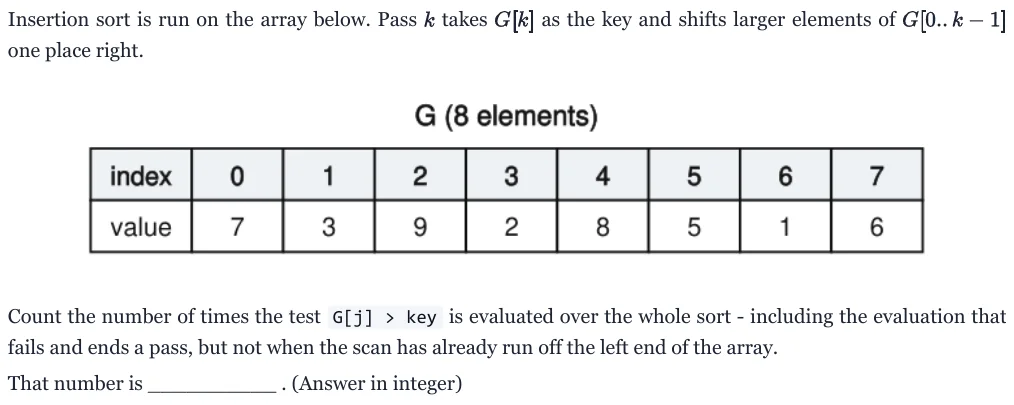 Insertion sort is run on the array below. Pass k takes G[k] as the key and shifts larger elements of G[0.. k − 1]
one place right.
G (8 elements)
index 0 1 2 3 4 5 6 7
value 7 3 9 2 8 5 1 6
Count the number of times the test G[j] > key is evaluated over the whole sort - including the evaluation that
fails and ends a pass, but not when the scan has already run off the left end of the array.
That number is ____________ . (Answer in integer)